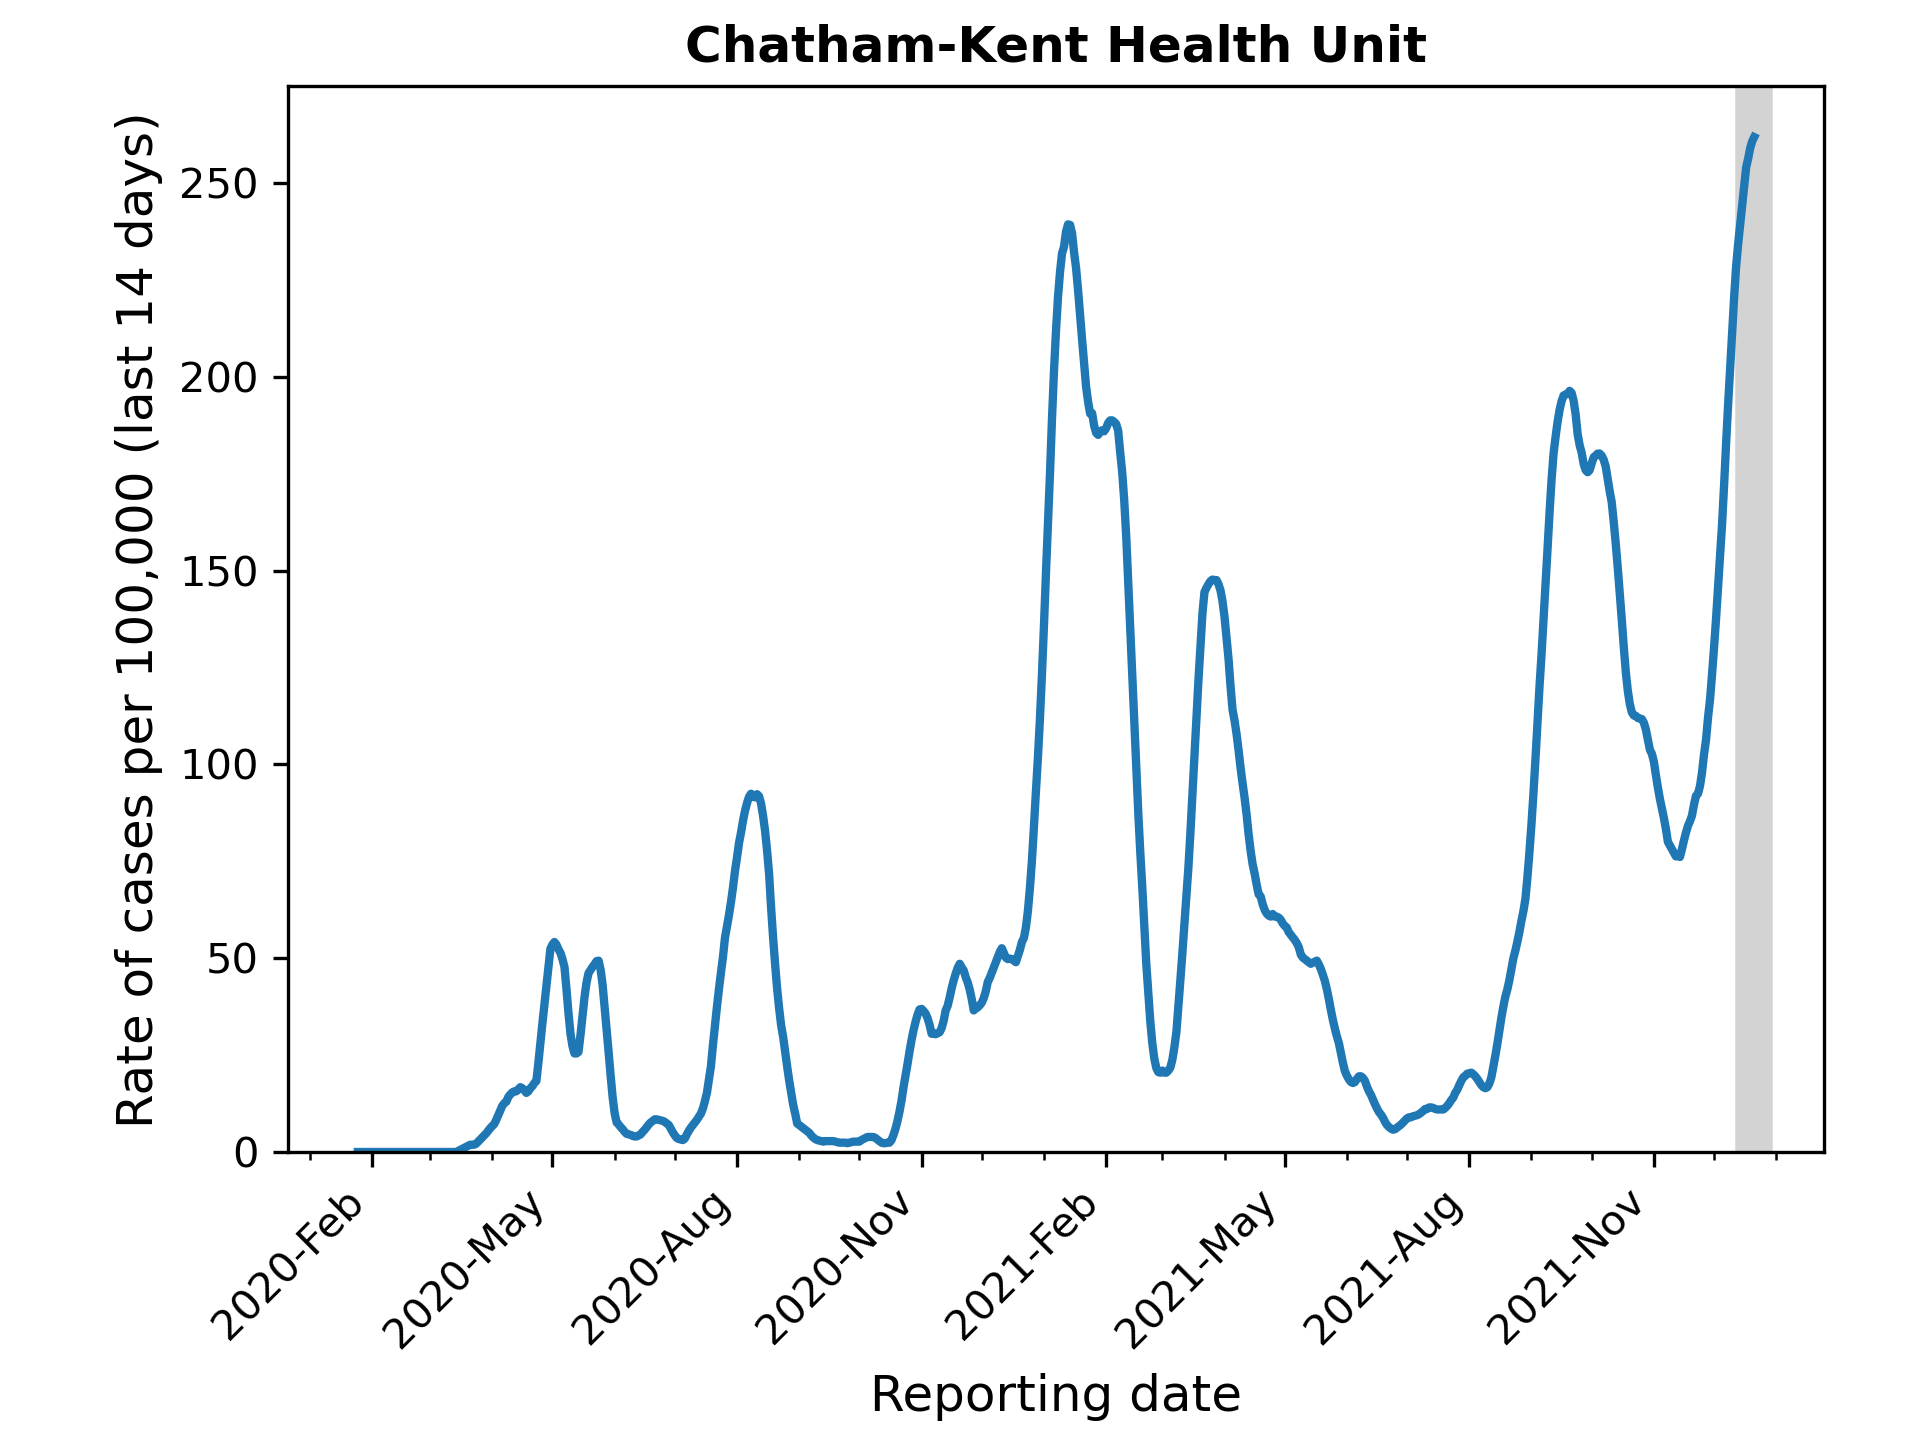 Chatham-Kent Health Unit
Rate of cases per 100,000 (last 14 days)
250
200
150
100
50
0
2020-Feb
2020-May
2020-Aug
2020-Nov
2021-Feb
2021-May
2021-Aug
2021-Nov
Reporting date